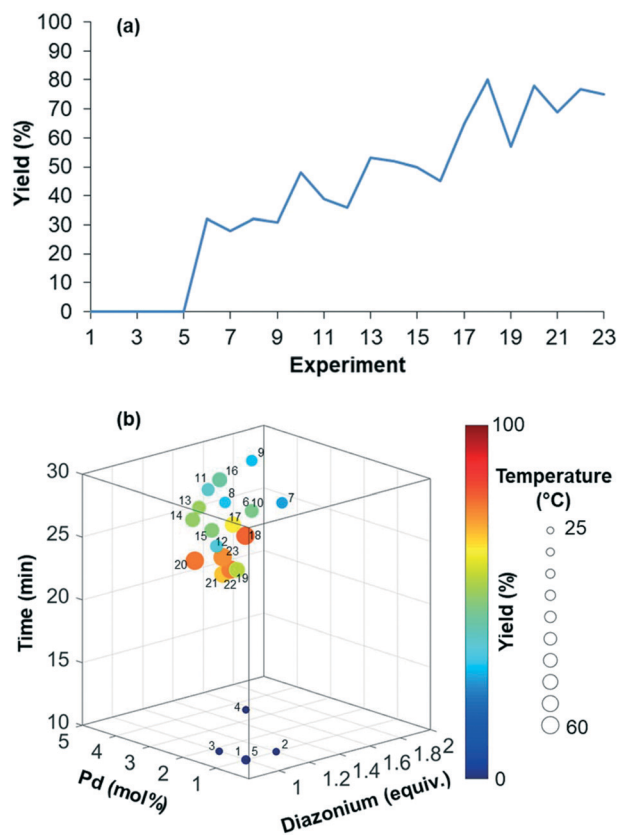 (a)
100
90
80
70
60
50
40
30
20
10
0
Yield (%)
1 3 5 7 9 11 13 15 17 19 21 23
Experiment
(b)
30
25
20
15
10
Time (min)
5 4 3 2 1
Pd (mol%)
1 1.2 1.4 1.6 1.8 2
Diazonium (equiv.)
9
16
11
8
6 10
7
13
14
17
15
18
12
23
20
19
21 22
4
3 1 5 2
100
Yield (%)
0
Temperature
(°C)
25
60